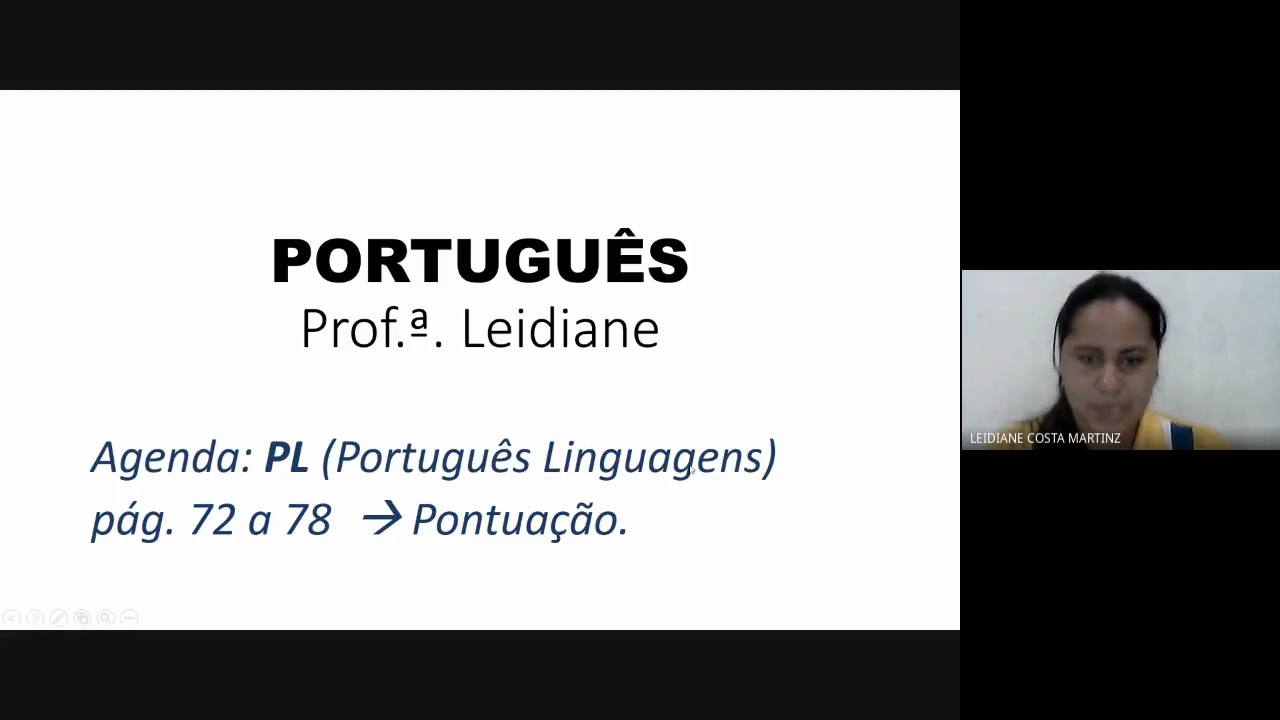 PORTUGUÊS
Prof.ª. Leidiane
Agenda: PL (Português Linguagens)
pág. 72 a 78 → Pontuação.
LEIDIANE COSTA MARTINZ